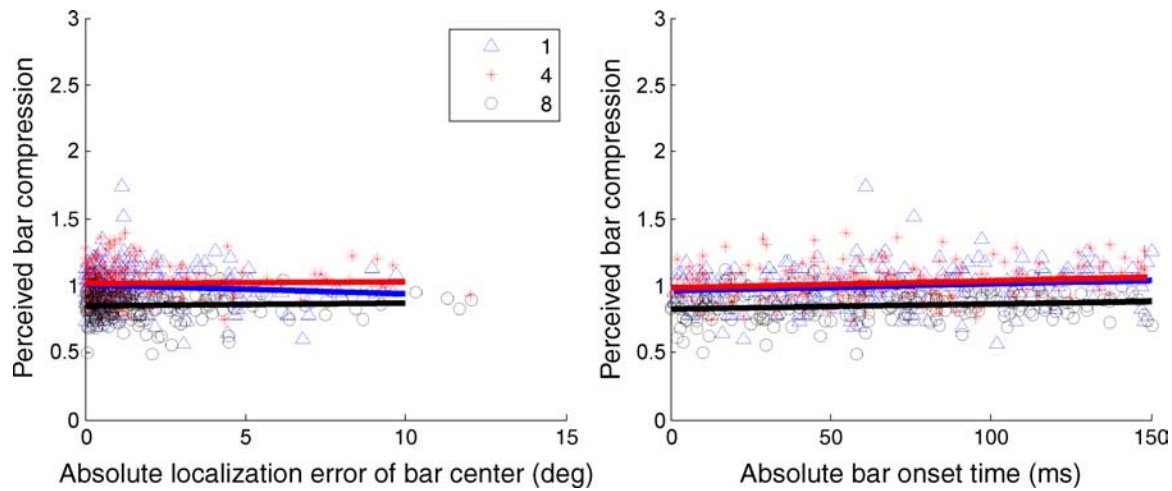 Perceived bar compression
3
2.5
2
1.5
1
0.5
0
0 5 10 15
Absolute localization error of bar center (deg)
1
4
8
Perceived bar compression
3
2.5
2
1.5
1
0.5
0
0 50 100 150
Absolute bar onset time (ms)